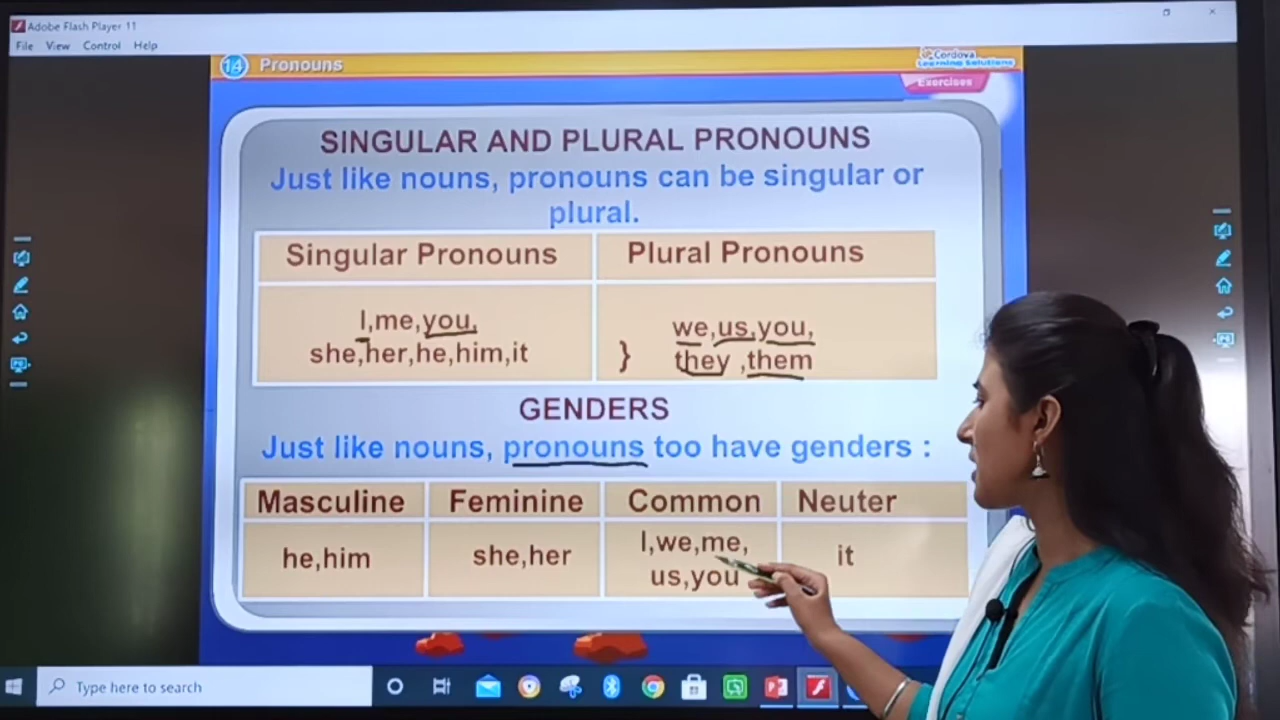 Adobe Flash Player 11
File View Control Help
14 Pronouns
Cordova
Learning Solutions
Exercises
SINGULAR AND PLURAL PRONOUNS
Just like nouns, pronouns can be singular or
plural.
Singular Pronouns Plural Pronouns
I,me,you, we,us,you,
she,her,he,him,it } they ,them
GENDERS
Just like nouns, pronouns too have genders :
Masculine Feminine Common Neuter
he,him she,her I,we,me, it
us,you
Type here to search